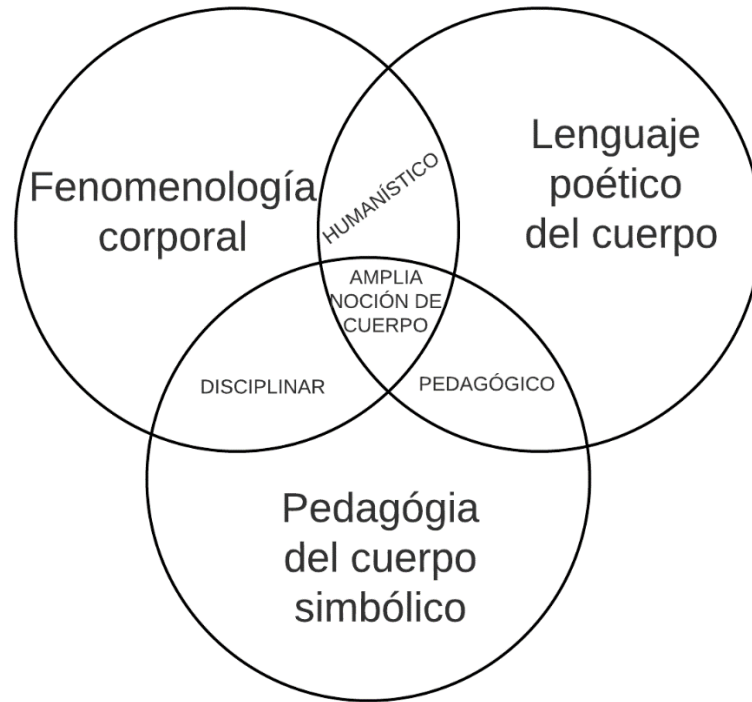 Fenomenología
corporal
Lenguaje
poético
del cuerpo
HUMANÍSTICO
AMPLIA
NOCIÓN DE
CUERPO
DISCIPLINAR
PEDAGÓGICO
Pedagógia
del cuerpo
simbólico